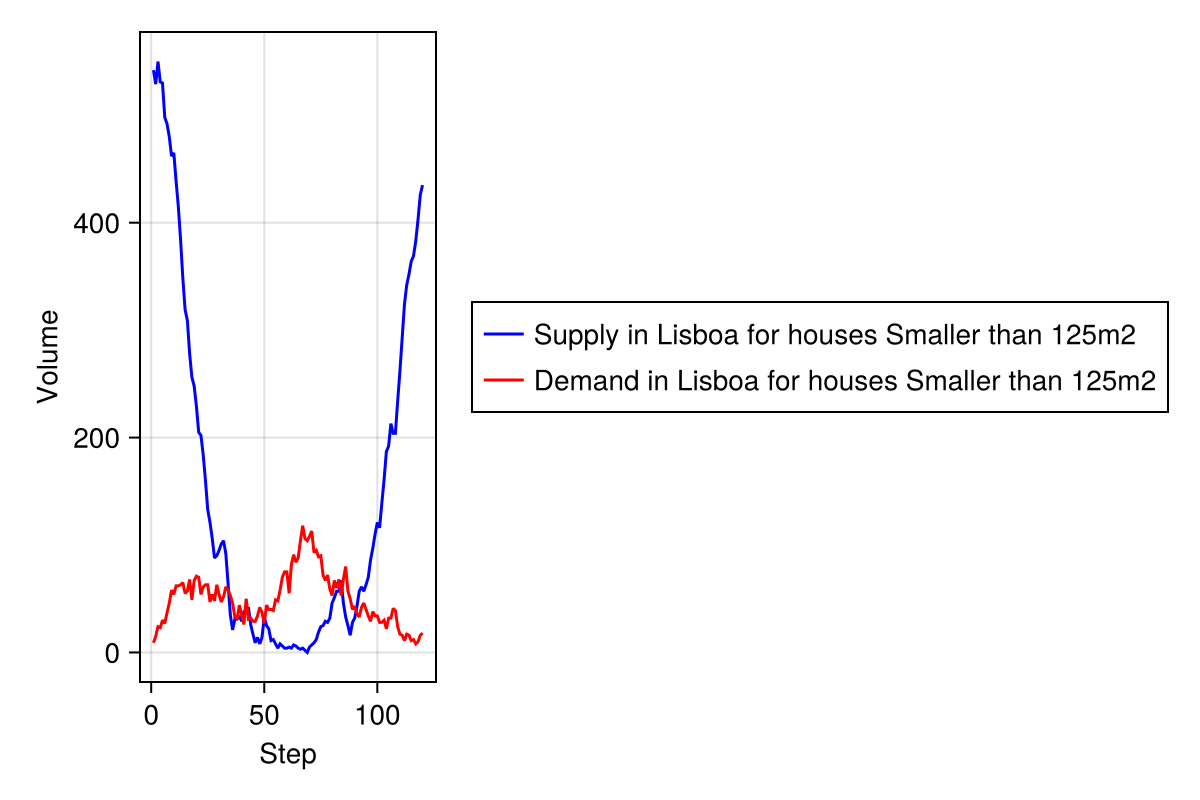 400
200
0
Volume
0 50 100
Step
Supply in Lisboa for houses Smaller than 125m2
Demand in Lisboa for houses Smaller than 125m2